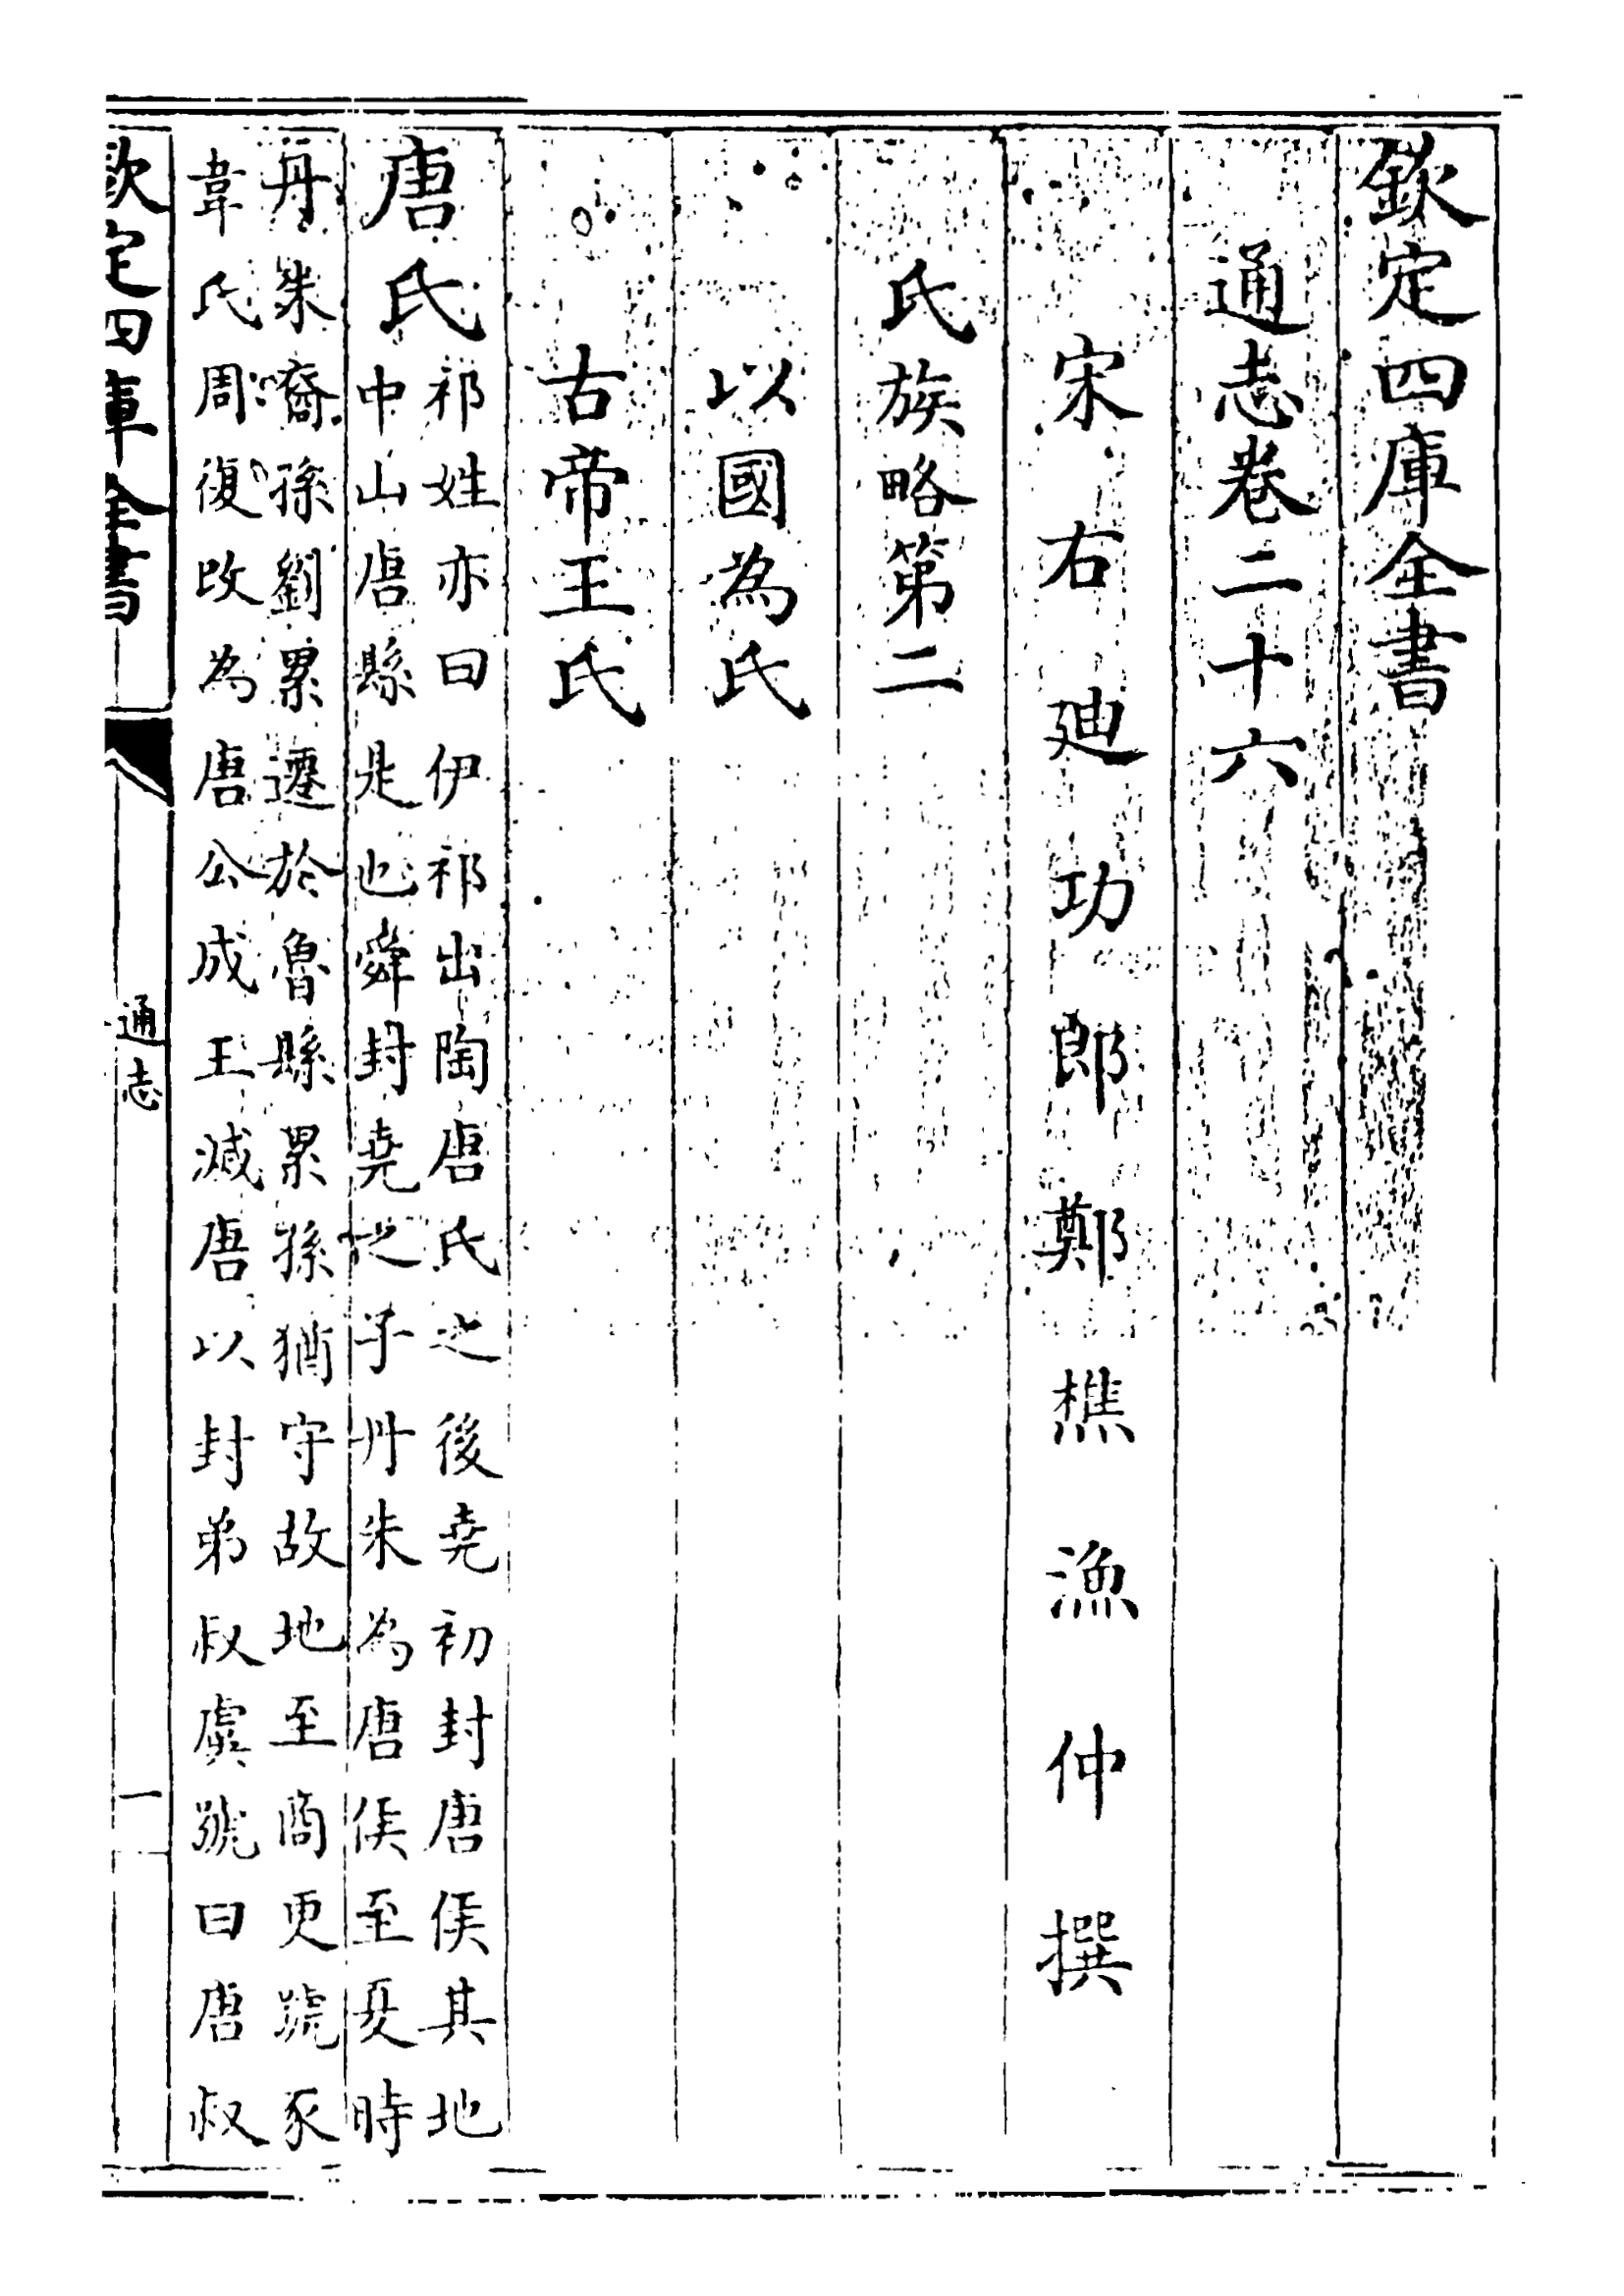 欽定四庫全書
通志卷二十六
宋右廸功郎鄭樵漁仲撰
氏族略第二
以國為氏
古帝王氏
唐氏
祁姓亦曰伊祁出陶唐氏之後堯初封唐侯其地
中山唐縣是也舜封堯之子丹朱為唐侯至夏時
丹朱裔孫劉累遷於魯縣累孫猶守故地至商更號豕
韋氏周復改為唐公成王滅唐以封弟叔虞號曰唐叔
欽定四庫全書
通志
一